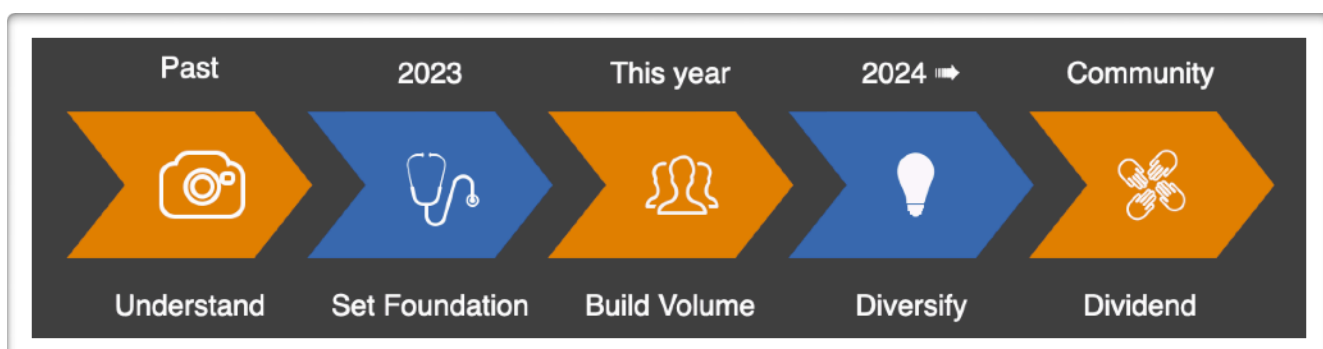 Past
2023
This year
2024 ➠
Community
Understand
Set Foundation
Build Volume
Diversify
Dividend